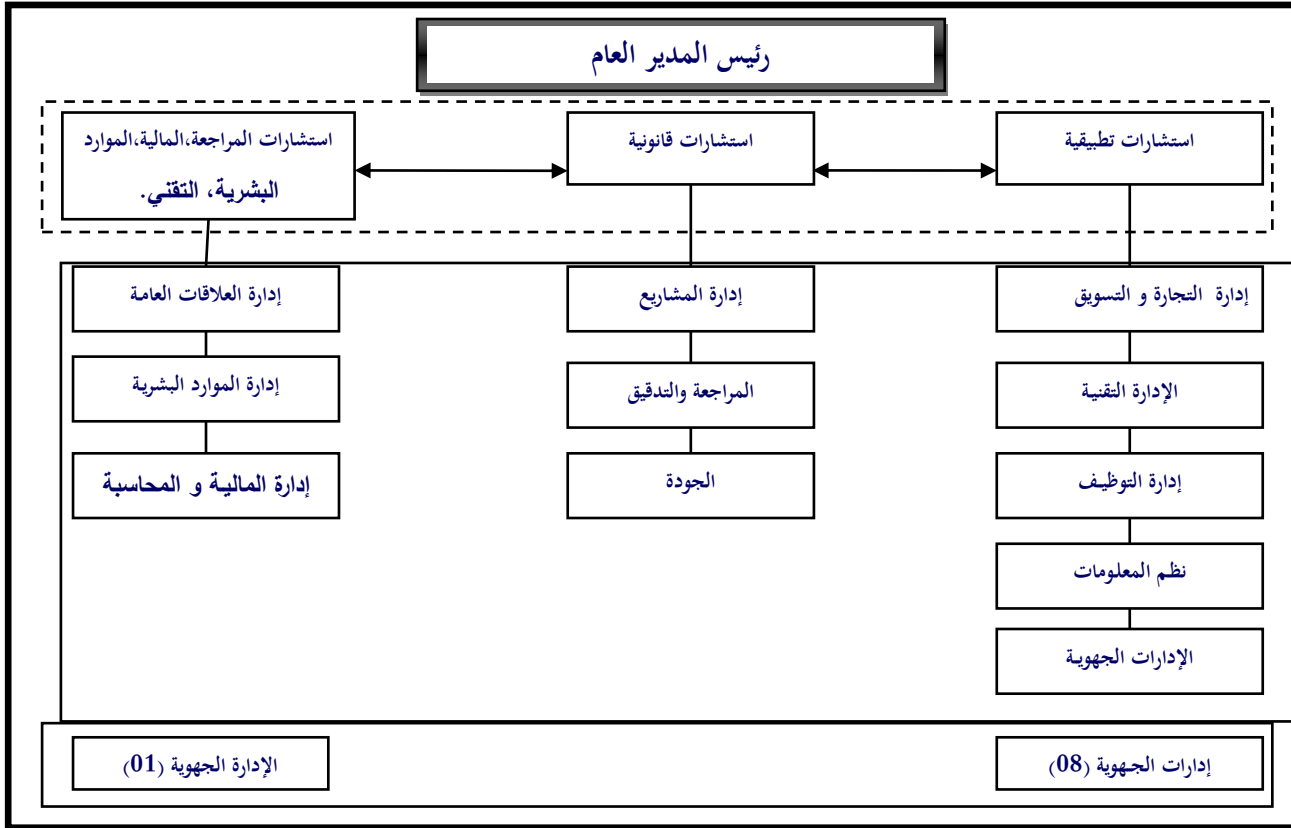 رئيس المدير العام
استشارات تطبيقية
استشارات قانونية
استشارات المراجعة،المالية،الموارد
البشرية، التقني.
إدارة التجارة و التسويق
إدارة المشاريع
إدارة العلاقات العامة
الإدارة التقنية
المراجعة والتدقيق
إدارة الموارد البشرية
إدارة التوظيف
الجودة
إدارة المالية و المحاسبة
نظم المعلومات
الإدارات الجهوية
إدارات الجهوية (08)
الإدارة الجهوية (01)